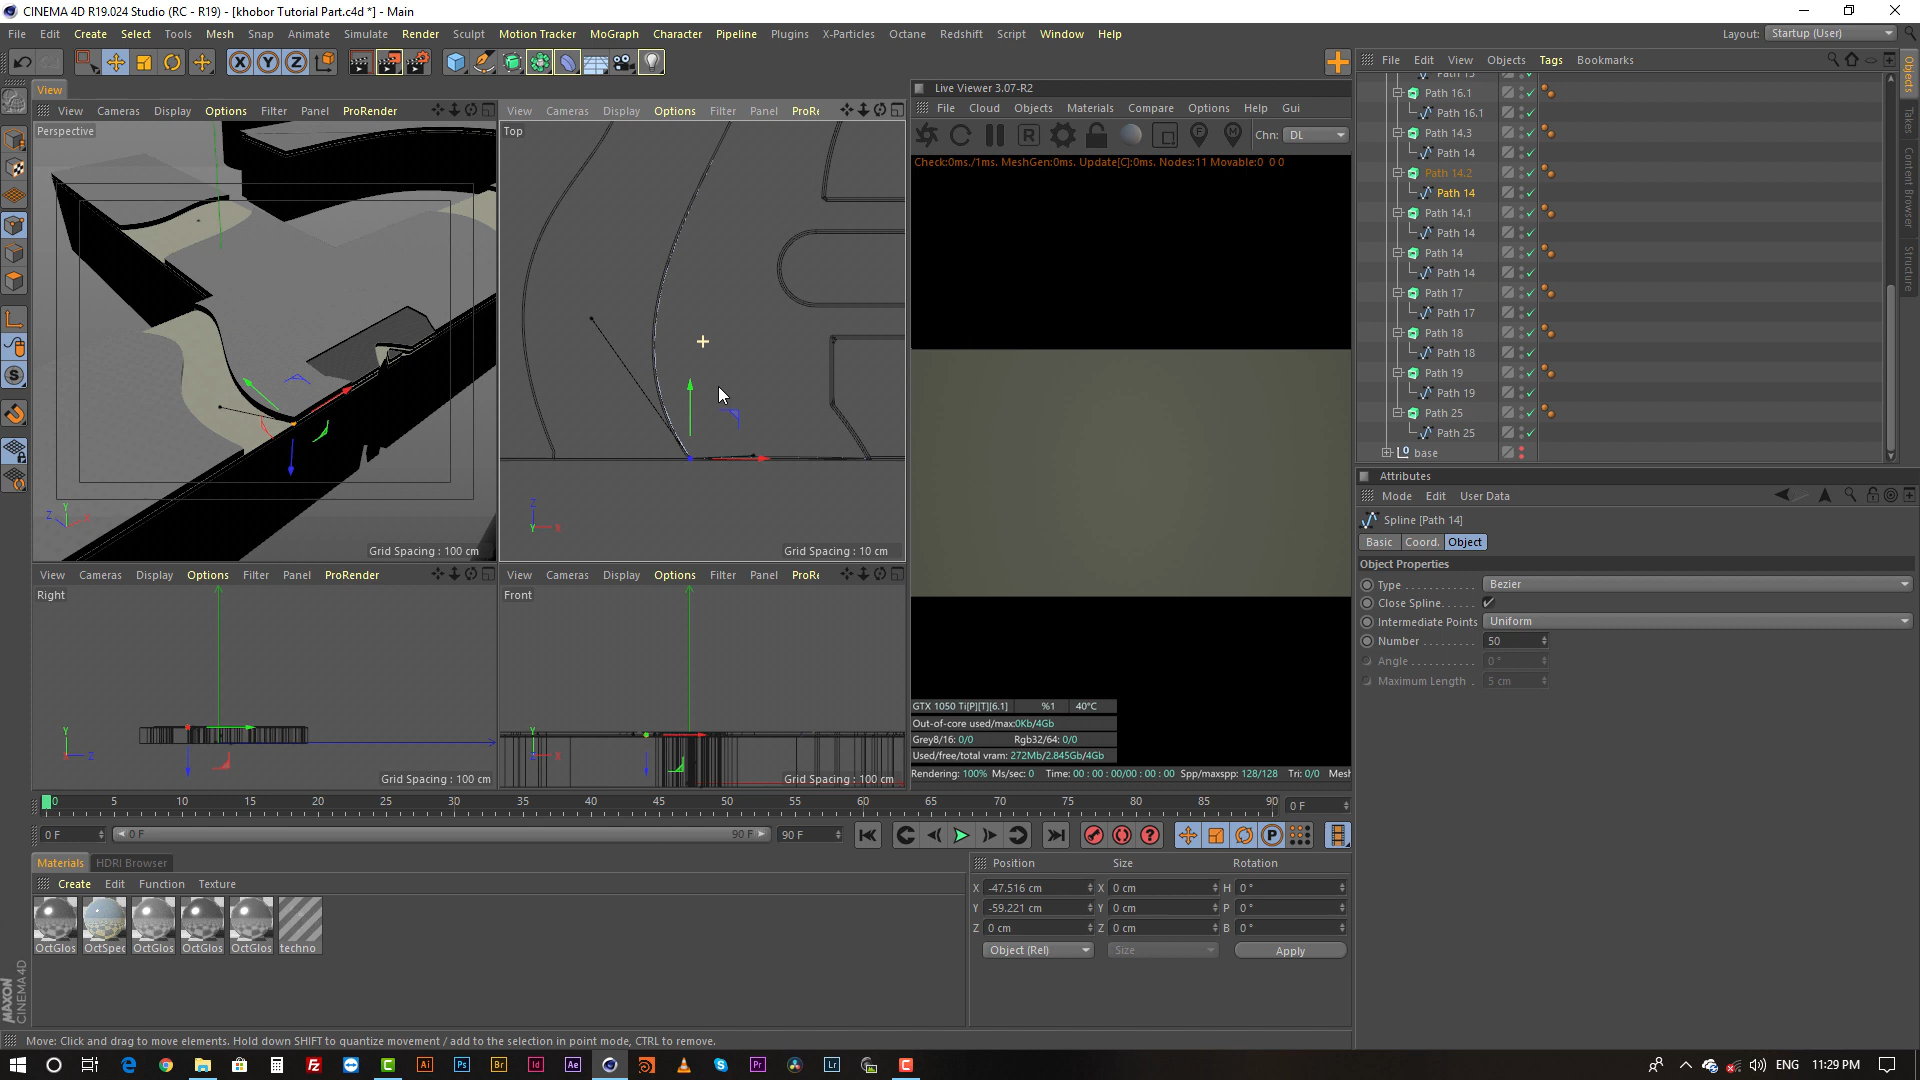 CINEMA 4D R19.024 Studio (RC - R19) - [khobor Tutorial Part.c4d *] - Main
File Edit Create Select Tools Mesh Snap Animate Simulate Render Sculpt Motion Tracker MoGraph Character Pipeline Plugins X-Particles Octane Redshift Script Window Help
Layout: Startup (User)
File Edit View Objects Tags Bookmarks
View
Live Viewer 3.07-R2
View Cameras Display Options Filter Panel ProRender
View Cameras Display Options Filter Panel ProRe
File Cloud Objects Materials Compare Options Help Gui
Perspective
Top
Chn: DL
Check:0ms./1ms. MeshGen:0ms. Update[C]:0ms. Nodes:11 Movable:0 0 0
Path 16.1
Path 16.1
Path 14.3
Path 14
Path 14.2
Path 14
Path 14.1
Path 14
Path 14
Path 14
Path 17
Path 17
Path 18
Path 18
Path 19
Path 19
Path 25
Path 25
base
Objects
Takes
Content Browser
Structure
Attributes
Mode Edit User Data
Spline [Path 14]
Basic Coord. Object
Object Properties
Type Bezier
Close Spline
Intermediate Points Uniform
Number 50
Angle 0 °
Maximum Length 5 cm
Grid Spacing : 100 cm
Grid Spacing : 10 cm
View Cameras Display Options Filter Panel ProRender
View Cameras Display Options Filter Panel ProRe
Right
Front
Grid Spacing : 100 cm
Grid Spacing : 100 cm
GTX 1050 Ti[P][T][6.1] %1 40°C
Out-of-core used/max:0Kb/4Gb
Grey8/16: 0/0 Rgb32/64: 0/0
Used/free/total vram: 272Mb/2.845Gb/4Gb
Rendering: 100% Ms/sec: 0 Time: 00 : 00 : 00/00 : 00 : 00 Spp/maxspp: 128/128 Tri: 0/0 Mesh
0 5 10 15 20 25 30 35 40 45 50 55 60 65 70 75 80 85 90 0 F
0 F 0 F 90 F 90 F
Materials HDRI Browser
Create Edit Function Texture
OctGlos OctSpec OctGlos OctGlos OctGlos techno
Position Size Rotation
X -47.516 cm X 0 cm H 0 °
Y -59.221 cm Y 0 cm P 0 °
Z 0 cm Z 0 cm B 0 °
Object (Rel) Size Apply
MAXON CINEMA 4D
Move: Click and drag to move elements. Hold down SHIFT to quantize movement / add to the selection in point mode, CTRL to remove.
ENG 11:29 PM